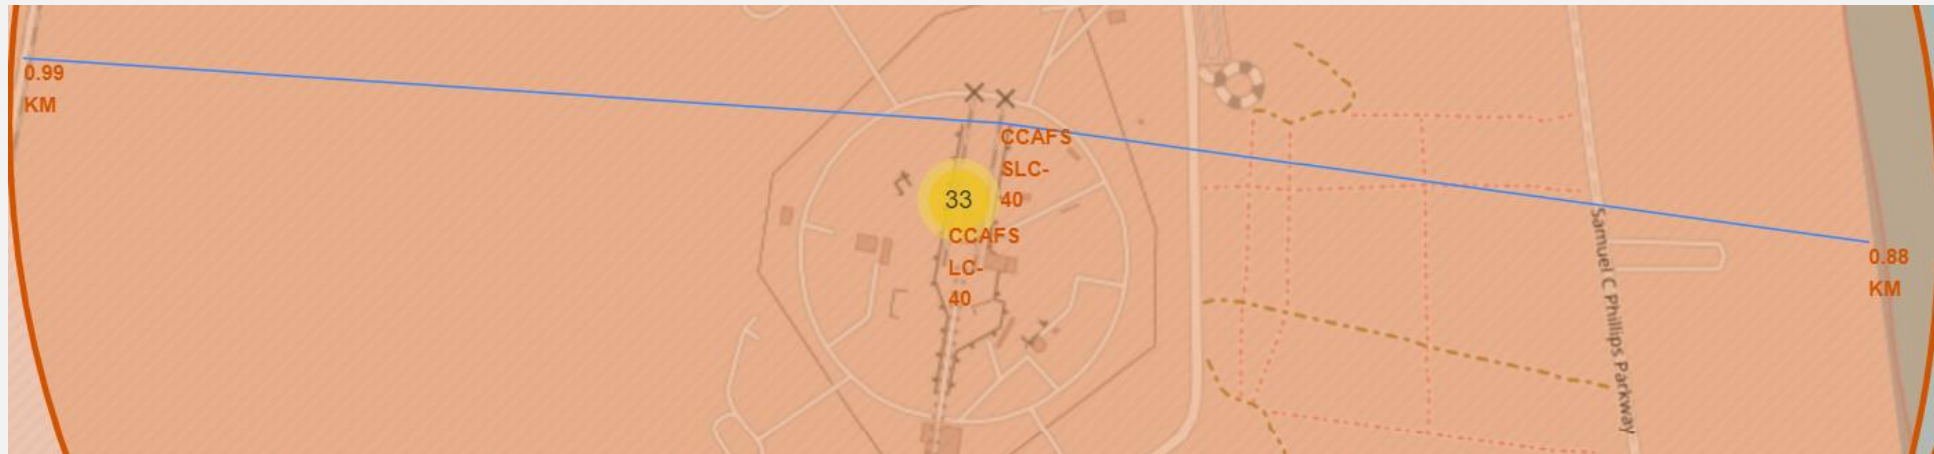 0.99
KM
CCAFS
SLC-
40
33
CCAFS
LC-
40
Samuel C Phillips Parkway
0.88
KM